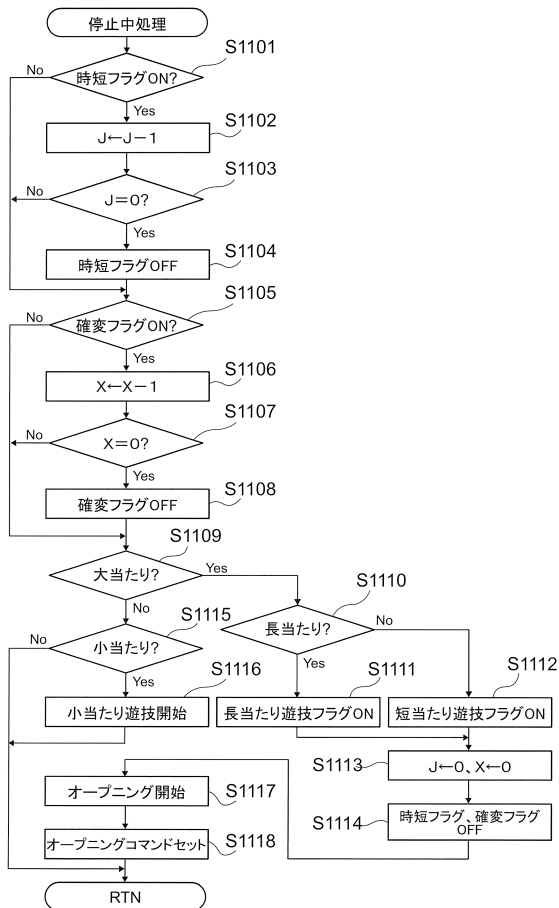 停止中処理
S1101
時短フラグON?
No
Yes
S1102
J←J－1
S1103
J＝0?
No
Yes
S1104
時短フラグOFF
S1105
確変フラグON?
No
Yes
S1106
X←X－1
S1107
X＝0?
No
Yes
S1108
確変フラグOFF
S1109
大当たり?
Yes
No
S1110
長当たり?
No
Yes
S1115
小当たり?
No
Yes
S1116
小当たり遊技開始
S1111
長当たり遊技フラグON
S1112
短当たり遊技フラグON
S1113
J←0、X←0
S1114
時短フラグ、確変フラグ
OFF
S1117
オープニング開始
S1118
オープニングコマンドセット
RTN